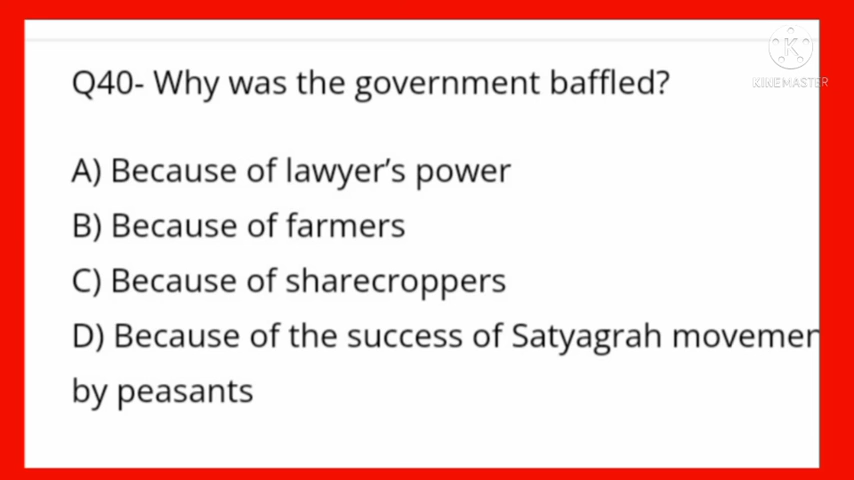 K
KINEMASTER
Q40- Why was the government baffled?
A) Because of lawyer's power
B) Because of farmers
C) Because of sharecroppers
D) Because of the success of Satyagrah movemen
by peasants